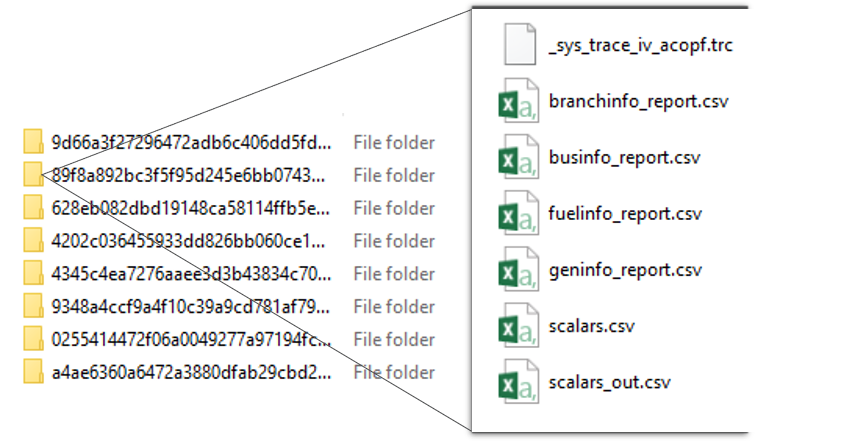 9d66a3f27296472adb6c406dd5fd... File folder
89f8a892bc3f5f95d245e6bb0743... File folder
628eb082dbd19148ca58114ffb5e... File folder
4202c036455933dd826bb060ce1... File folder
4345c4ea7276aaee3d3b43834c70... File folder
9348a4ccf9a4f10c39a9cd781af79... File folder
0255414472f06a0049277a97194fc... File folder
a4ae6360a6472a3880dfab29cbd2... File folder
_sys_trace_iv_acopf.trc
branchinfo_report.csv
businfo_report.csv
fuelinfo_report.csv
geninfo_report.csv
scalars.csv
scalars_out.csv